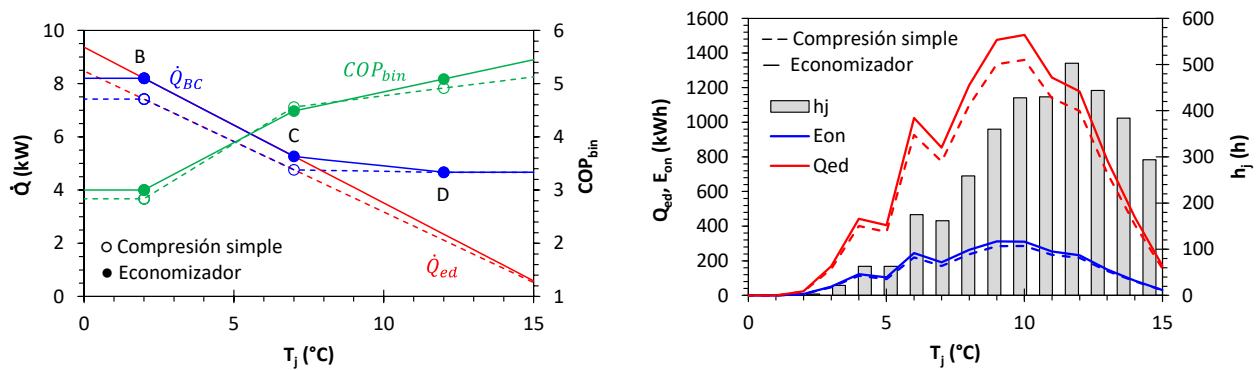 10
8
6
4
2
0
Q̇ (kW)
B
Q̇BC
COPbin
C
D
Compresión simple
Economizador
Q̇ed
6
5
4
3
2
1
COPbin
0
5
10
15
Tj (°C)
1600
1400
1200
1000
800
600
400
200
0
Qed, Eon (kWh)
Compresión simple
Economizador
hj
Eon
Qed
600
500
400
300
200
100
0
hj (h)
0
5
10
15
Tj (°C)